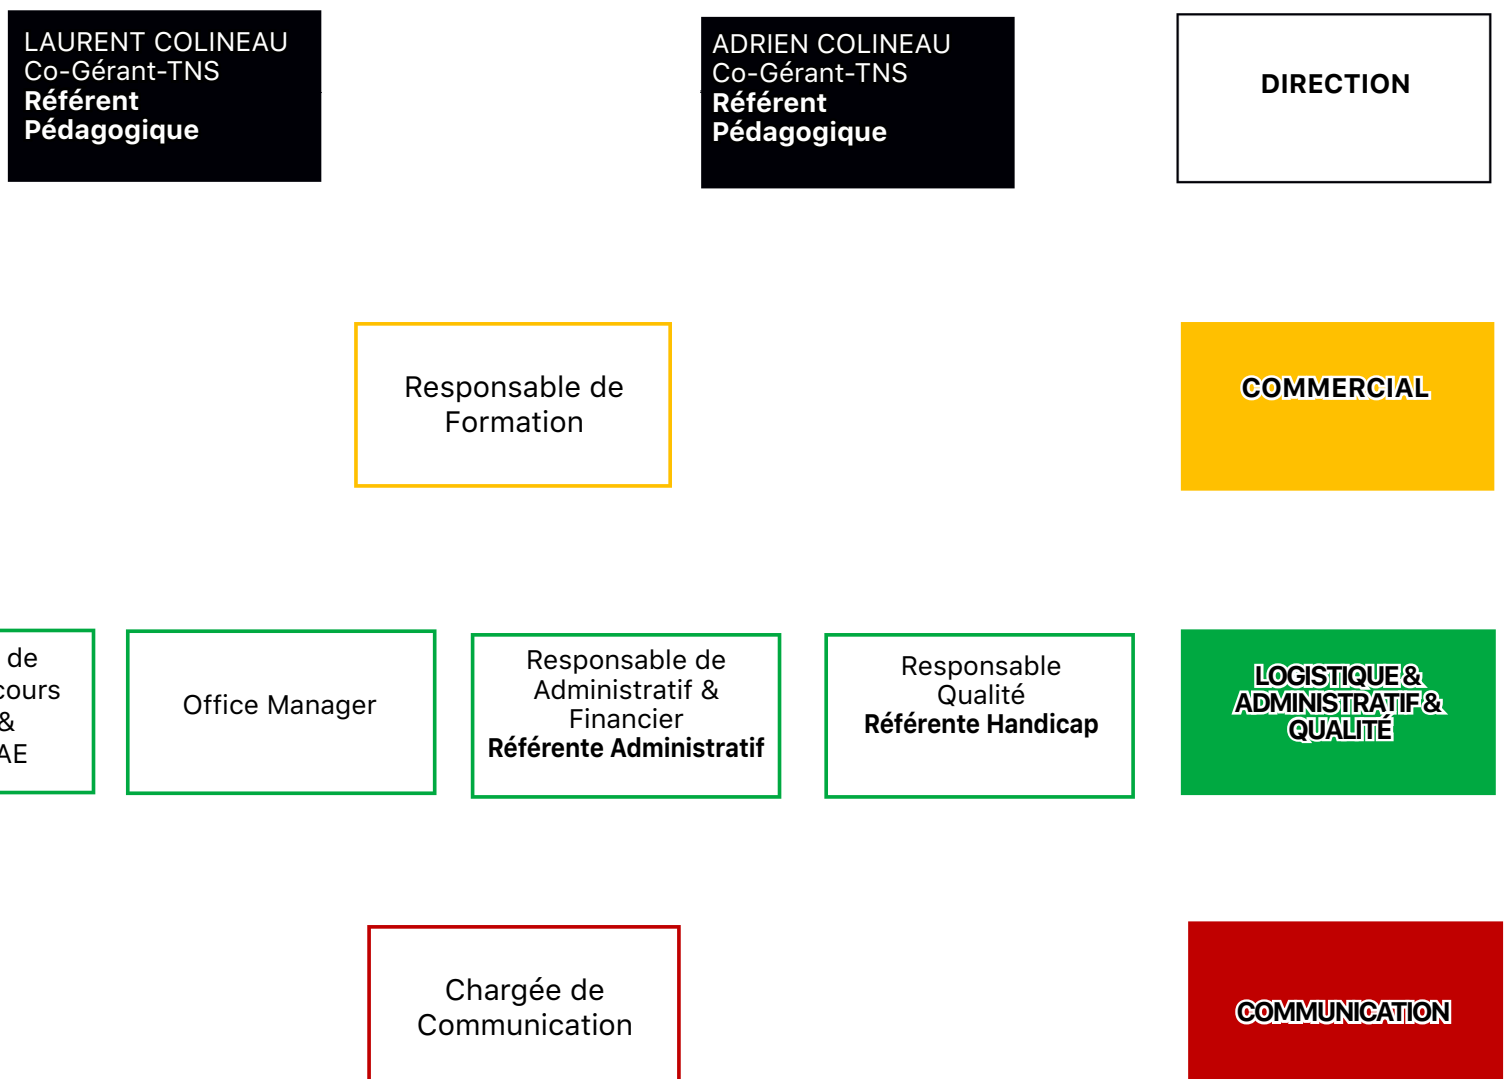 LAURENT COLINEAU
Co-Gérant-TNS
Référent
Pédagogique
ADRIEN COLINEAU
Co-Gérant-TNS
Référent
Pédagogique
DIRECTION
Responsable de
Formation
COMMERCIAL
de
cours
&
AE
Office Manager
Responsable de
Administratif &
Financier
Référente Administratif
Responsable
Qualité
Référente Handicap
LOGISTIQUE &
ADMINISTRATIF &
QUALITÉ
Chargée de
Communication
COMMUNICATION